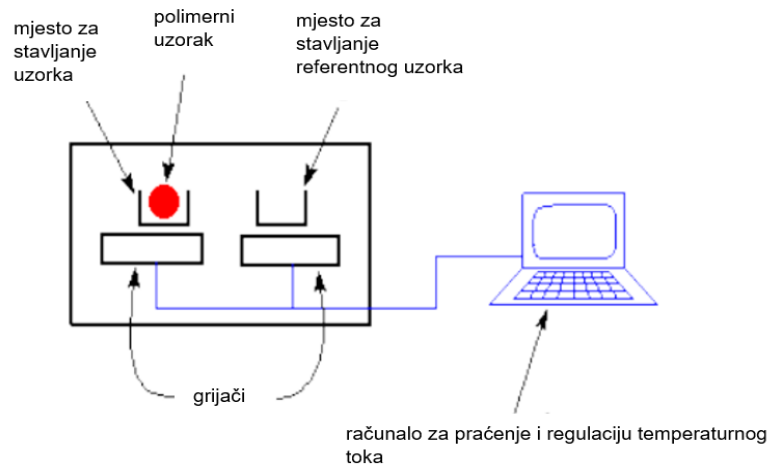 mjesto za
stavljanje
uzorka
polimerni
uzorak
mjesto za
stavljanje
referentnog uzorka
grijači
računalo za praćenje i regulaciju temperaturnog
toka